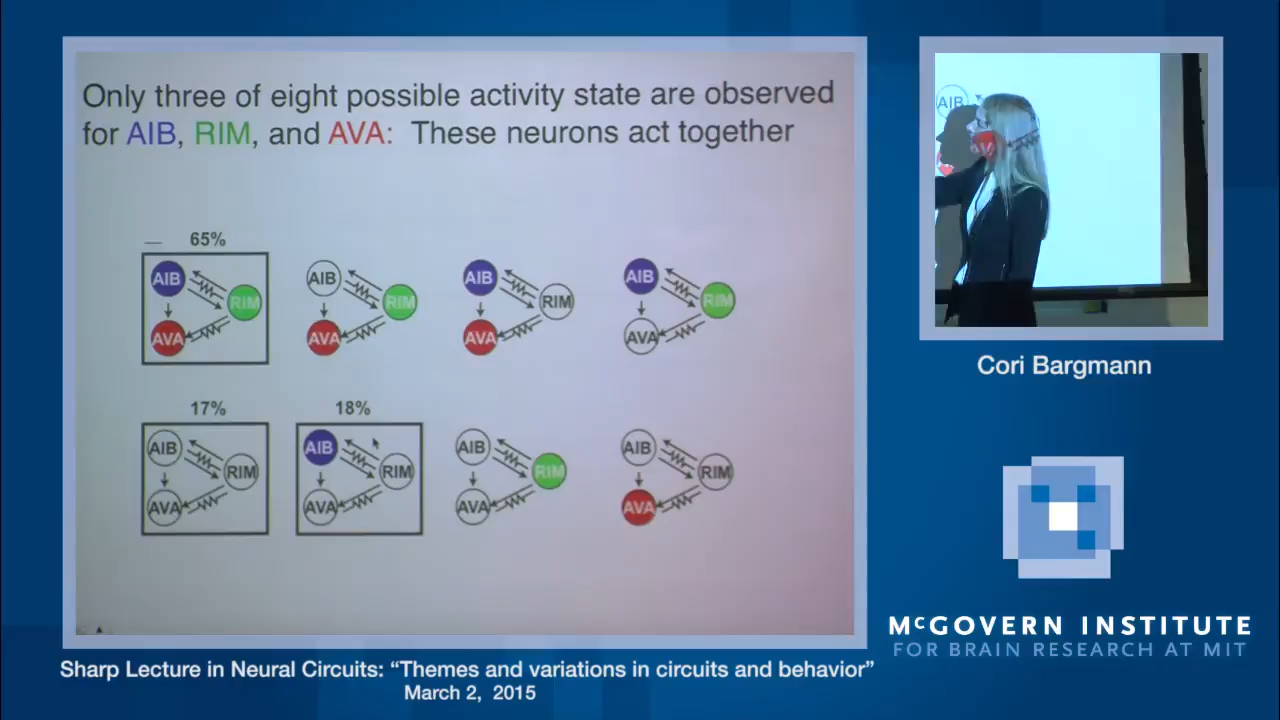 Only three of eight possible activity state are observed
for AIB, RIM, and AVA: These neurons act together
65%
AIB
RIM
AVA
AIB
RIM
AVA
AIB
RIM
AVA
AIB
RIM
AVA
17%
AIB
RIM
AVA
18%
AIB
RIM
AVA
AIB
RIM
AVA
AIB
RIM
AVA
AIB
AVA
Cori Bargmann
McGOVERN INSTITUTE
FOR BRAIN RESEARCH AT MIT
Sharp Lecture in Neural Circuits: “Themes and variations in circuits and behavior”
March 2, 2015